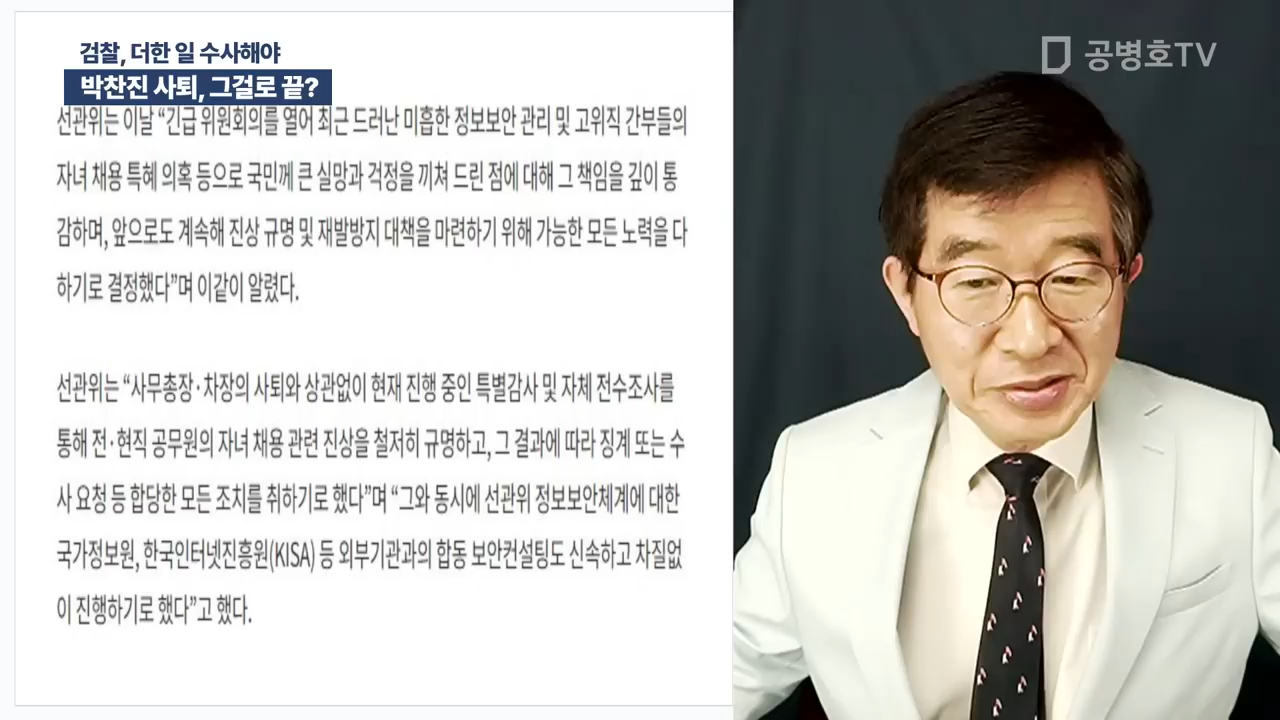 검찰, 더한 일 수사해야
박찬진 사퇴, 그걸로 끝?
공병호TV
선관위는 이날 “긴급 위원회의를 열어 최근 드러난 미흡한 정보보안 관리 및 고위직 간부들의
자녀 채용 특혜 의혹 등으로 국민께 큰 실망과 걱정을 끼쳐 드린 점에 대해 그 책임을 깊이 통
감하며, 앞으로도 계속해 진상 규명 및 재발방지 대책을 마련하기 위해 가능한 모든 노력을 다
하기로 결정했다”며 이같이 알렸다.
선관위는 “사무총장·차장의 사퇴와 상관없이 현재 진행 중인 특별감사 및 자체 전수조사를
통해 전·현직 공무원의 자녀 채용 관련 진상을 철저히 규명하고, 그 결과에 따라 징계 또는 수
사 요청 등 합당한 모든 조치를 취하기로 했다”며 “그와 동시에 선관위 정보보안체계에 대한
국가정보원, 한국인터넷진흥원(KISA) 등 외부기관과의 합동 보안컨설팅도 신속하고 차질없
이 진행하기로 했다”고 했다.